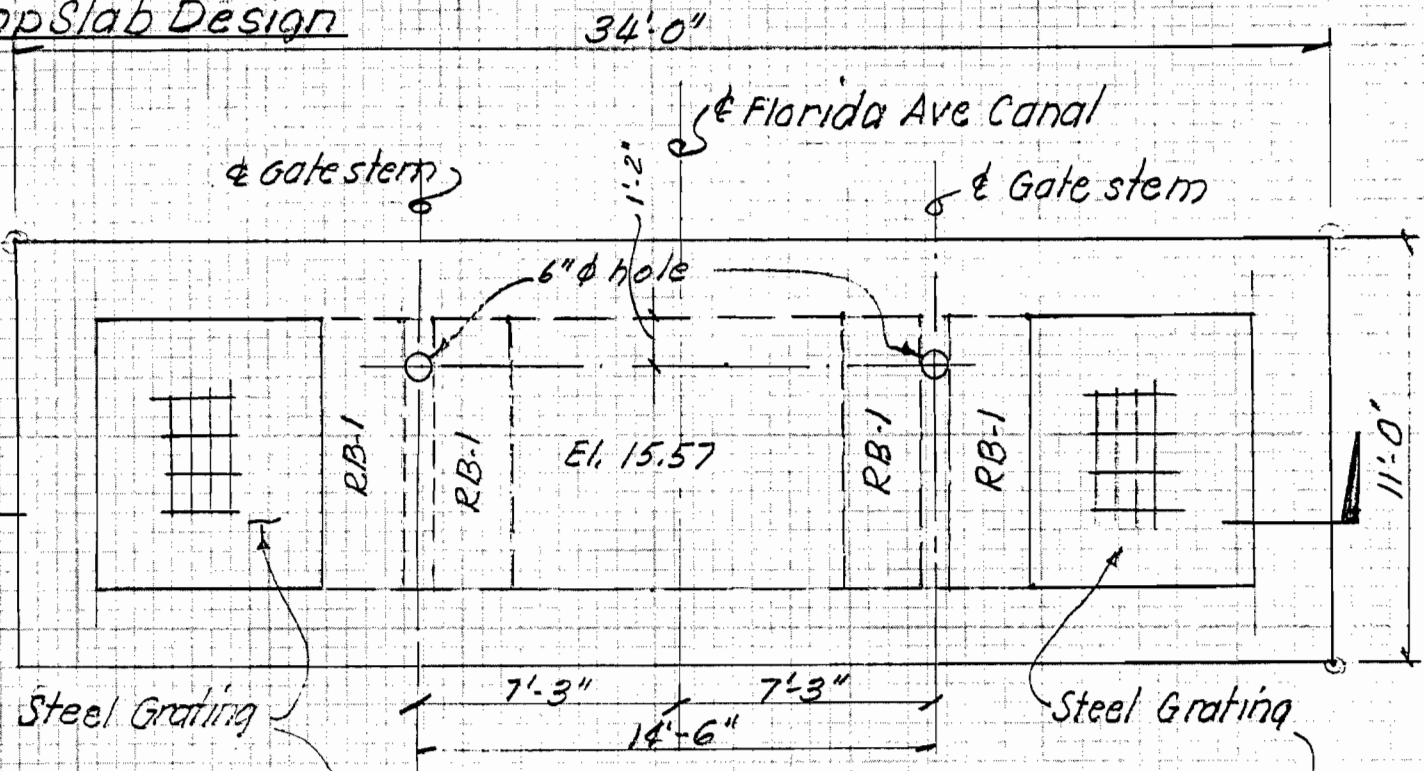 opSlab Design
34'-0"
℄ Florida Ave Canal
℄ Gate stem
1'-2"
℄ Gate stem
6"ϕ hole
RB-1
RB-1
El. 15.57
RB-1
RB-1
11'-0"
7'-3"
7'-3"
Steel Grating
Steel Grating
14'-6"